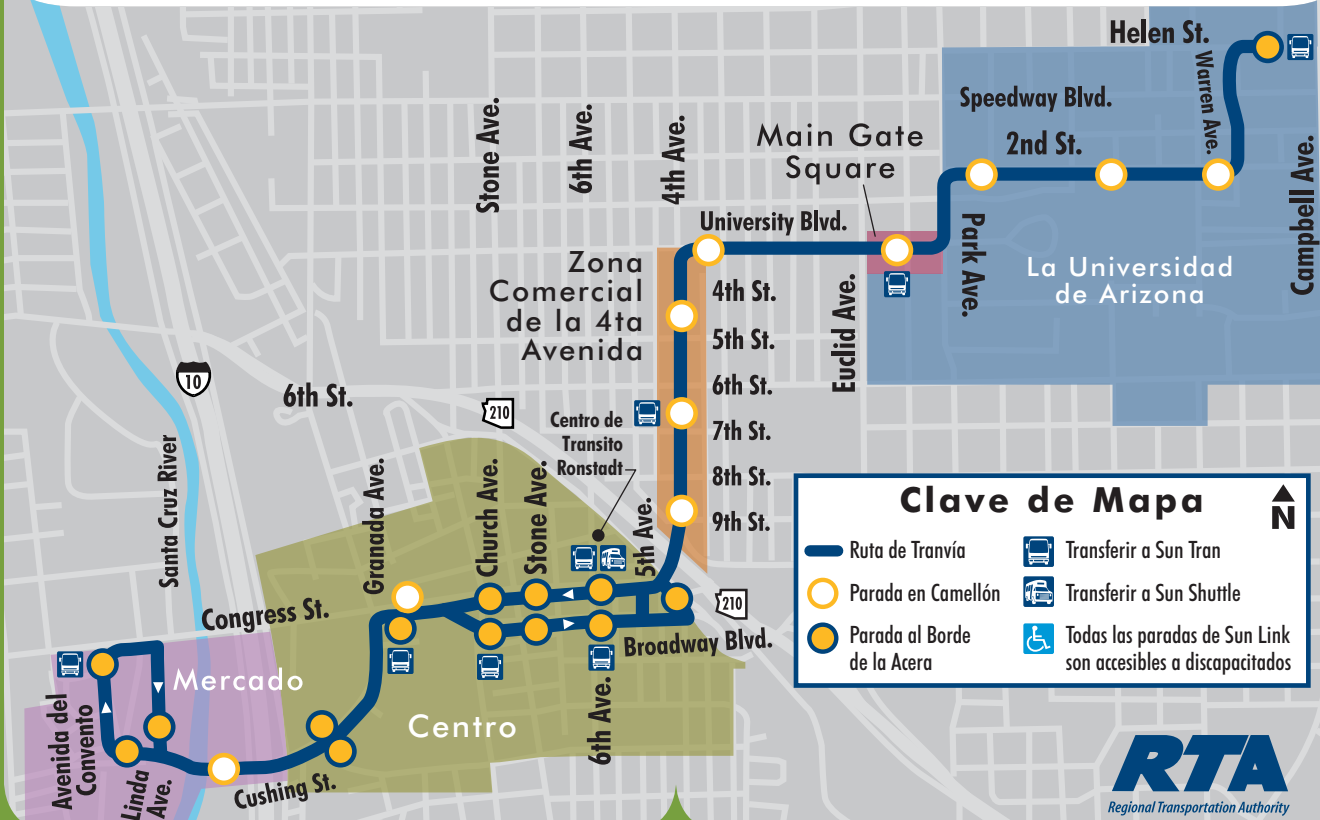 Helen St.
Warren Ave.
Speedway Blvd.
2nd St.
Campbell Ave.
Stone Ave.
6th Ave.
4th Ave.
Main Gate
Square
University Blvd.
Park Ave.
Euclid Ave.
La Universidad
de Arizona
Zona
Comercial
de la 4ta
Avenida
4th St.
5th St.
6th St.
7th St.
8th St.
9th St.
10
6th St.
210
Centro de
Transito
Ronstadt
Santa Cruz River
Granada Ave.
Church Ave.
Stone Ave.
5th Ave.
210
Congress St.
Broadway Blvd.
Mercado
Centro
6th Ave.
Avenida del
Convento
Linda
Ave.
Cushing St.
Clave de Mapa
N
Ruta de Tranvía
Transferir a Sun Tran
Parada en Camellón
Transferir a Sun Shuttle
Parada al Borde
de la Acera
Todas las paradas de Sun Link
son accesibles a discapacitados
RTA
Regional Transportation Authority